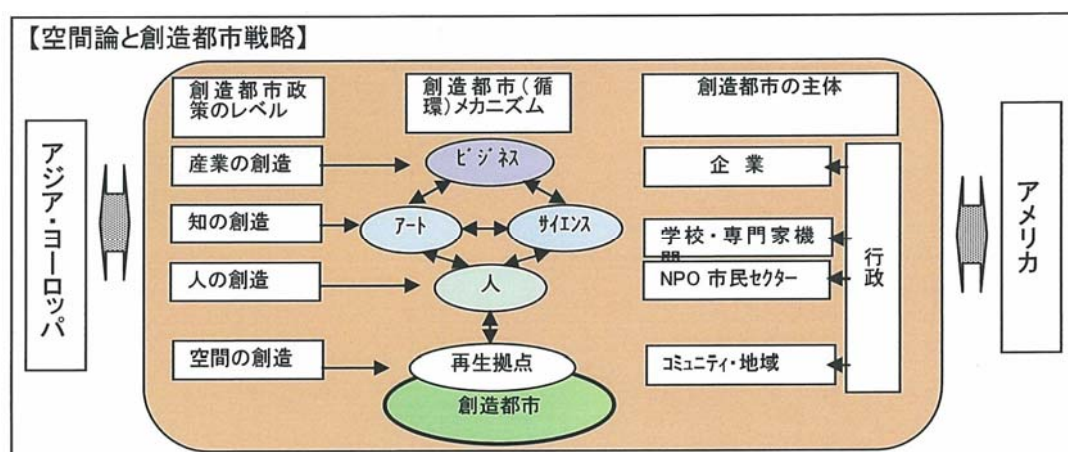 【空間論と創造都市戦略】
創造都市政
策のレベル
創造都市(循
環)メカニズム
創造都市の主体
アジア・ヨーロッパ
産業の創造
知の創造
人の創造
空間の創造
ビジネス
アート
サイエンス
人
再生拠点
創造都市
企業
学校・専門家機
関
NPO 市民セクター
コミュニティ・地域
行政
アメリカ